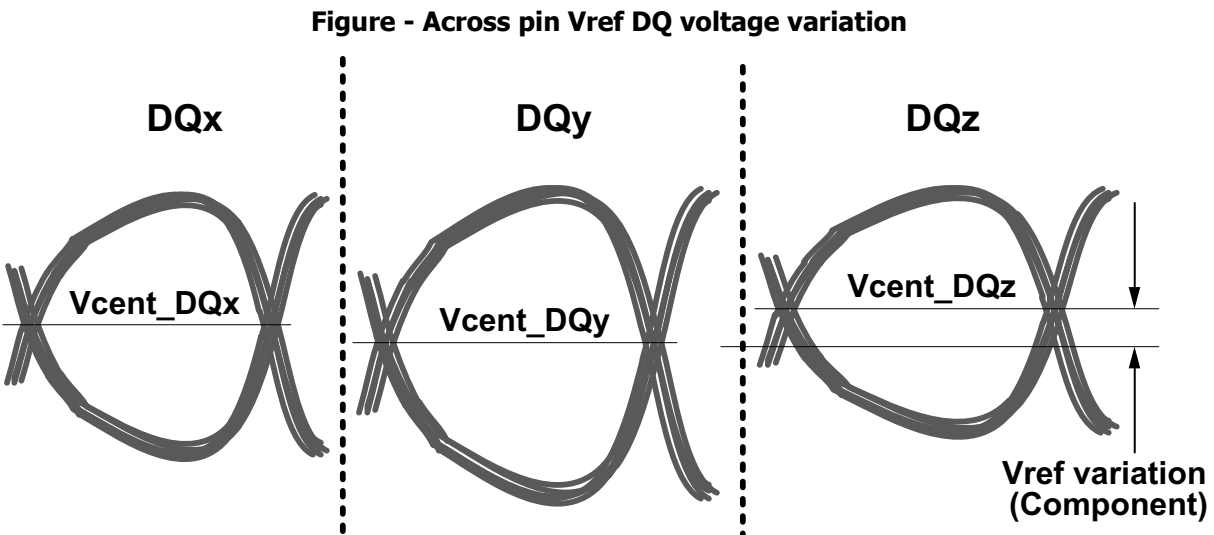 Figure - Across pin Vref DQ voltage variation
DQx
DQy
DQz
Vcent_DQx
Vcent_DQy
Vcent_DQz
Vref variation
(Component)